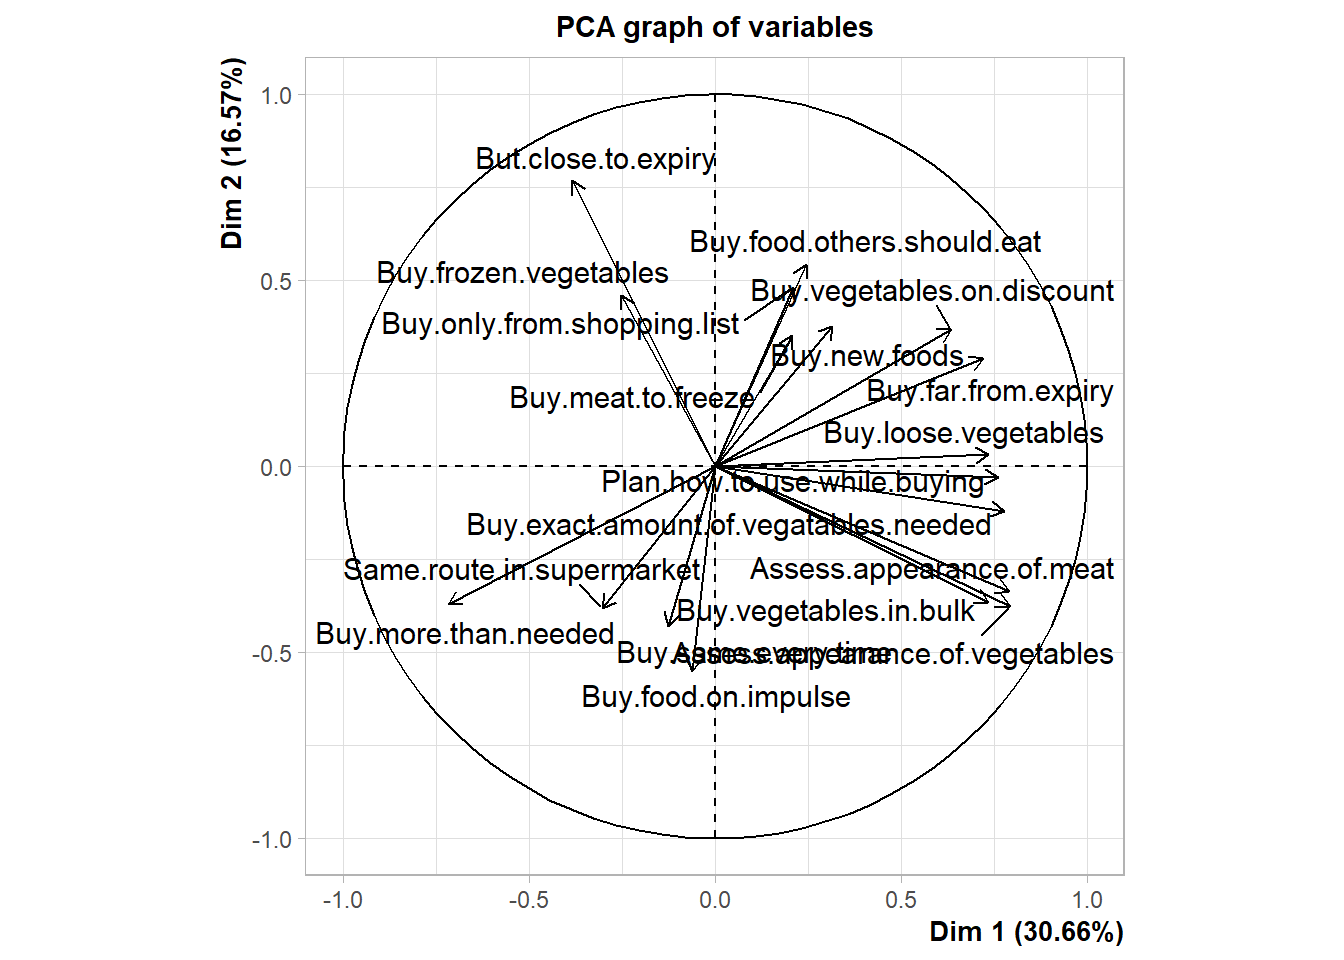 PCA graph of variables
Dim 2 (16.57%)
1.0
0.5
0.0
-0.5
-1.0
But.close.to.expiry
Buy.food.others.should.eat
Buy.frozen.vegetables
Buy.vegetables.on.discount
Buy.only.from.shopping.list
Buy.new.foods
Buy.far.from.expiry
Buy.meat.to.freeze
Buy.loose.vegetables
Plan.how.to.use.while.buying
Buy.exact.amount.of.vegatables.needed
Same.route.in.supermarket
Assess.appearance.of.meat
Buy.vegetables.in.bulk
Buy.more.than.needed
Buy.same.every.time
Assess.appearance.of.vegetables
Buy.food.on.impulse
-1.0
-0.5
0.0
0.5
1.0
Dim 1 (30.66%)